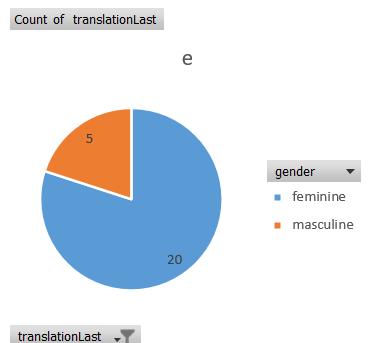 Count of translationLast
e
gender
feminine
masculine
5
20
translationLast